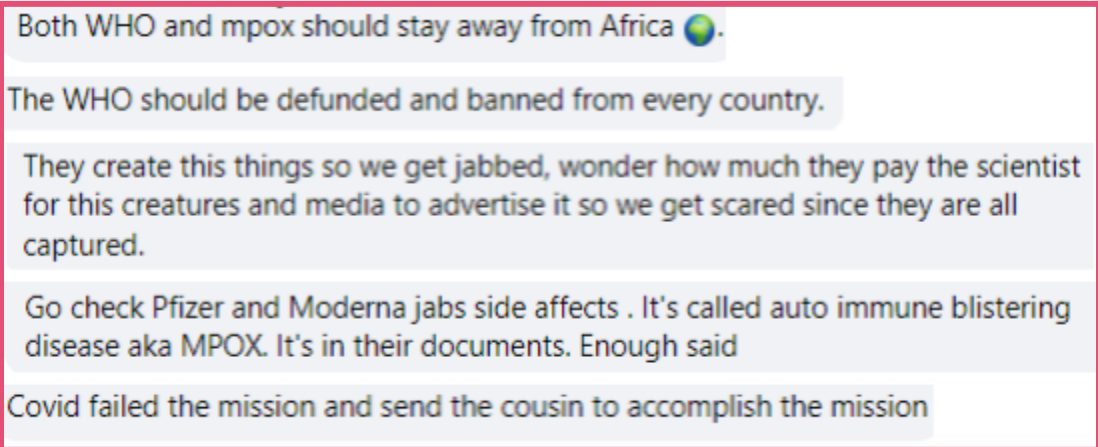 Both WHO and mpox should stay away from Africa 🌍.
The WHO should be defunded and banned from every country.
They create this things so we get jabbed, wonder how much they pay the scientist
for this creatures and media to advertise it so we get scared since they are all
captured.
Go check Pfizer and Moderna jabs side affects . It's called auto immune blistering
disease aka MPOX. It's in their documents. Enough said
Covid failed the mission and send the cousin to accomplish the mission